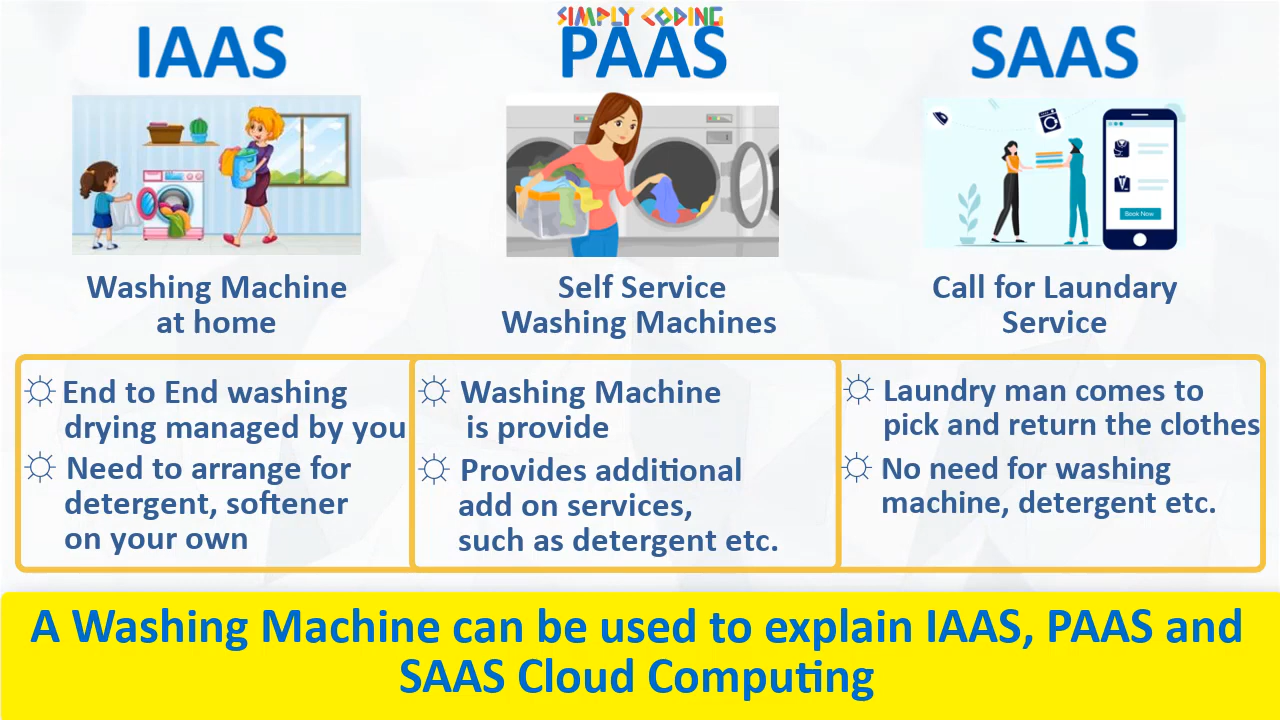 SIMPLY CODING
IAAS
PAAS
SAAS
Book Now
Washing Machine
at home
Self Service
Washing Machines
Call for Laundary
Service
End to End washing
drying managed by you
Need to arrange for
detergent, softener
on your own
Washing Machine
is provide
Provides additional
add on services,
such as detergent etc.
Laundry man comes to
pick and return the clothes
No need for washing
machine, detergent etc.
A Washing Machine can be used to explain IAAS, PAAS and
SAAS Cloud Computing